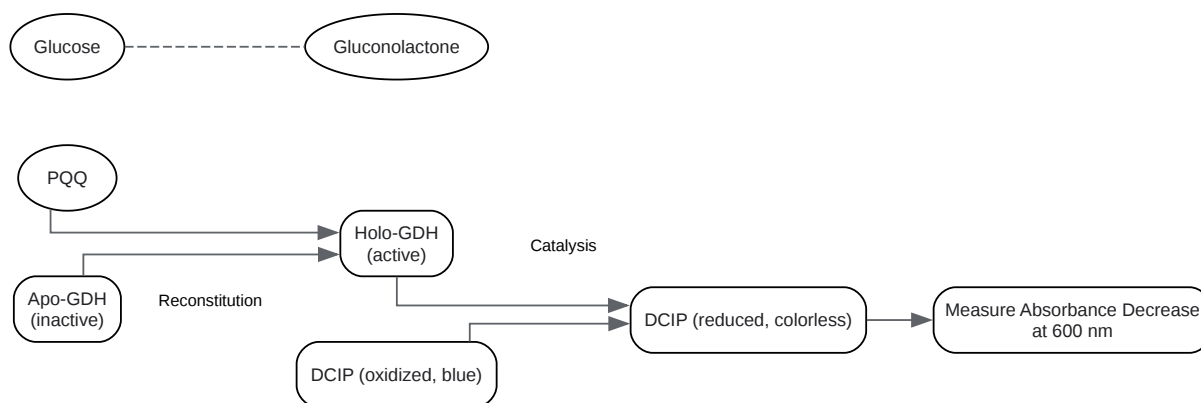 Glucose
Gluconolactone
PQQ
Holo-GDH
(active)
Catalysis
Apo-GDH
(inactive)
Reconstitution
DCIP (reduced, colorless)
Measure Absorbance Decrease
at 600 nm
DCIP (oxidized, blue)